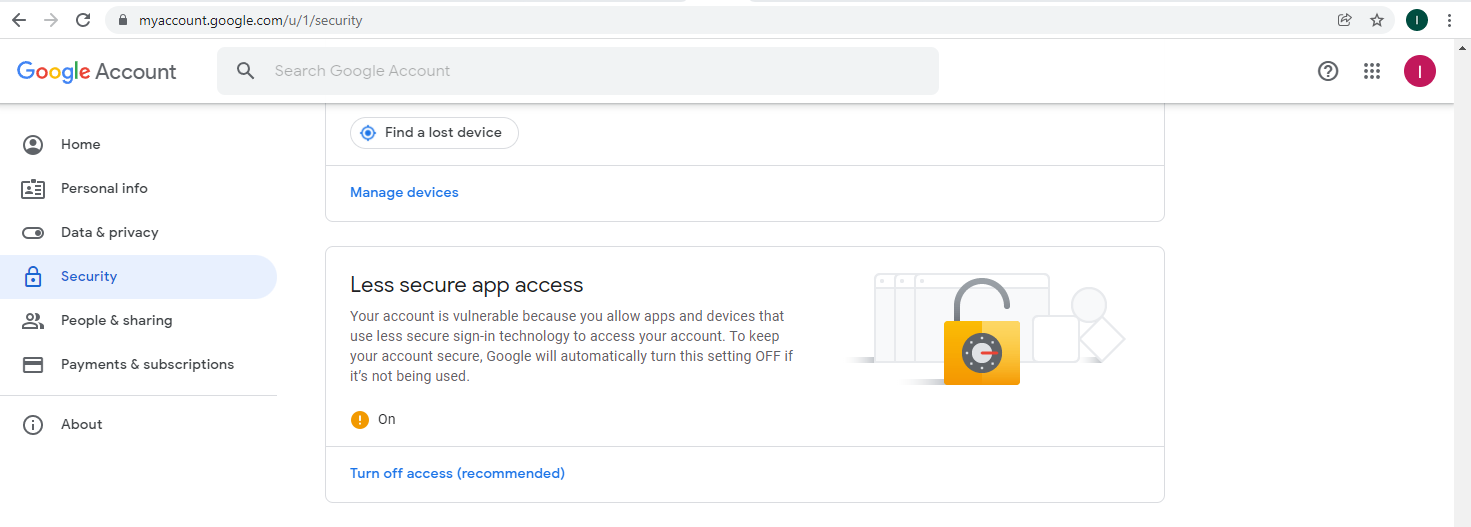 myaccount.google.com/u/1/security
I
Google Account
Search Google Account
I
Home
Personal info
Data & privacy
Security
People & sharing
Payments & subscriptions
About
Find a lost device
Manage devices
Less secure app access
Your account is vulnerable because you allow apps and devices that
use less secure sign-in technology to access your account. To keep
your account secure, Google will automatically turn this setting OFF if
it's not being used.
On
Turn off access (recommended)